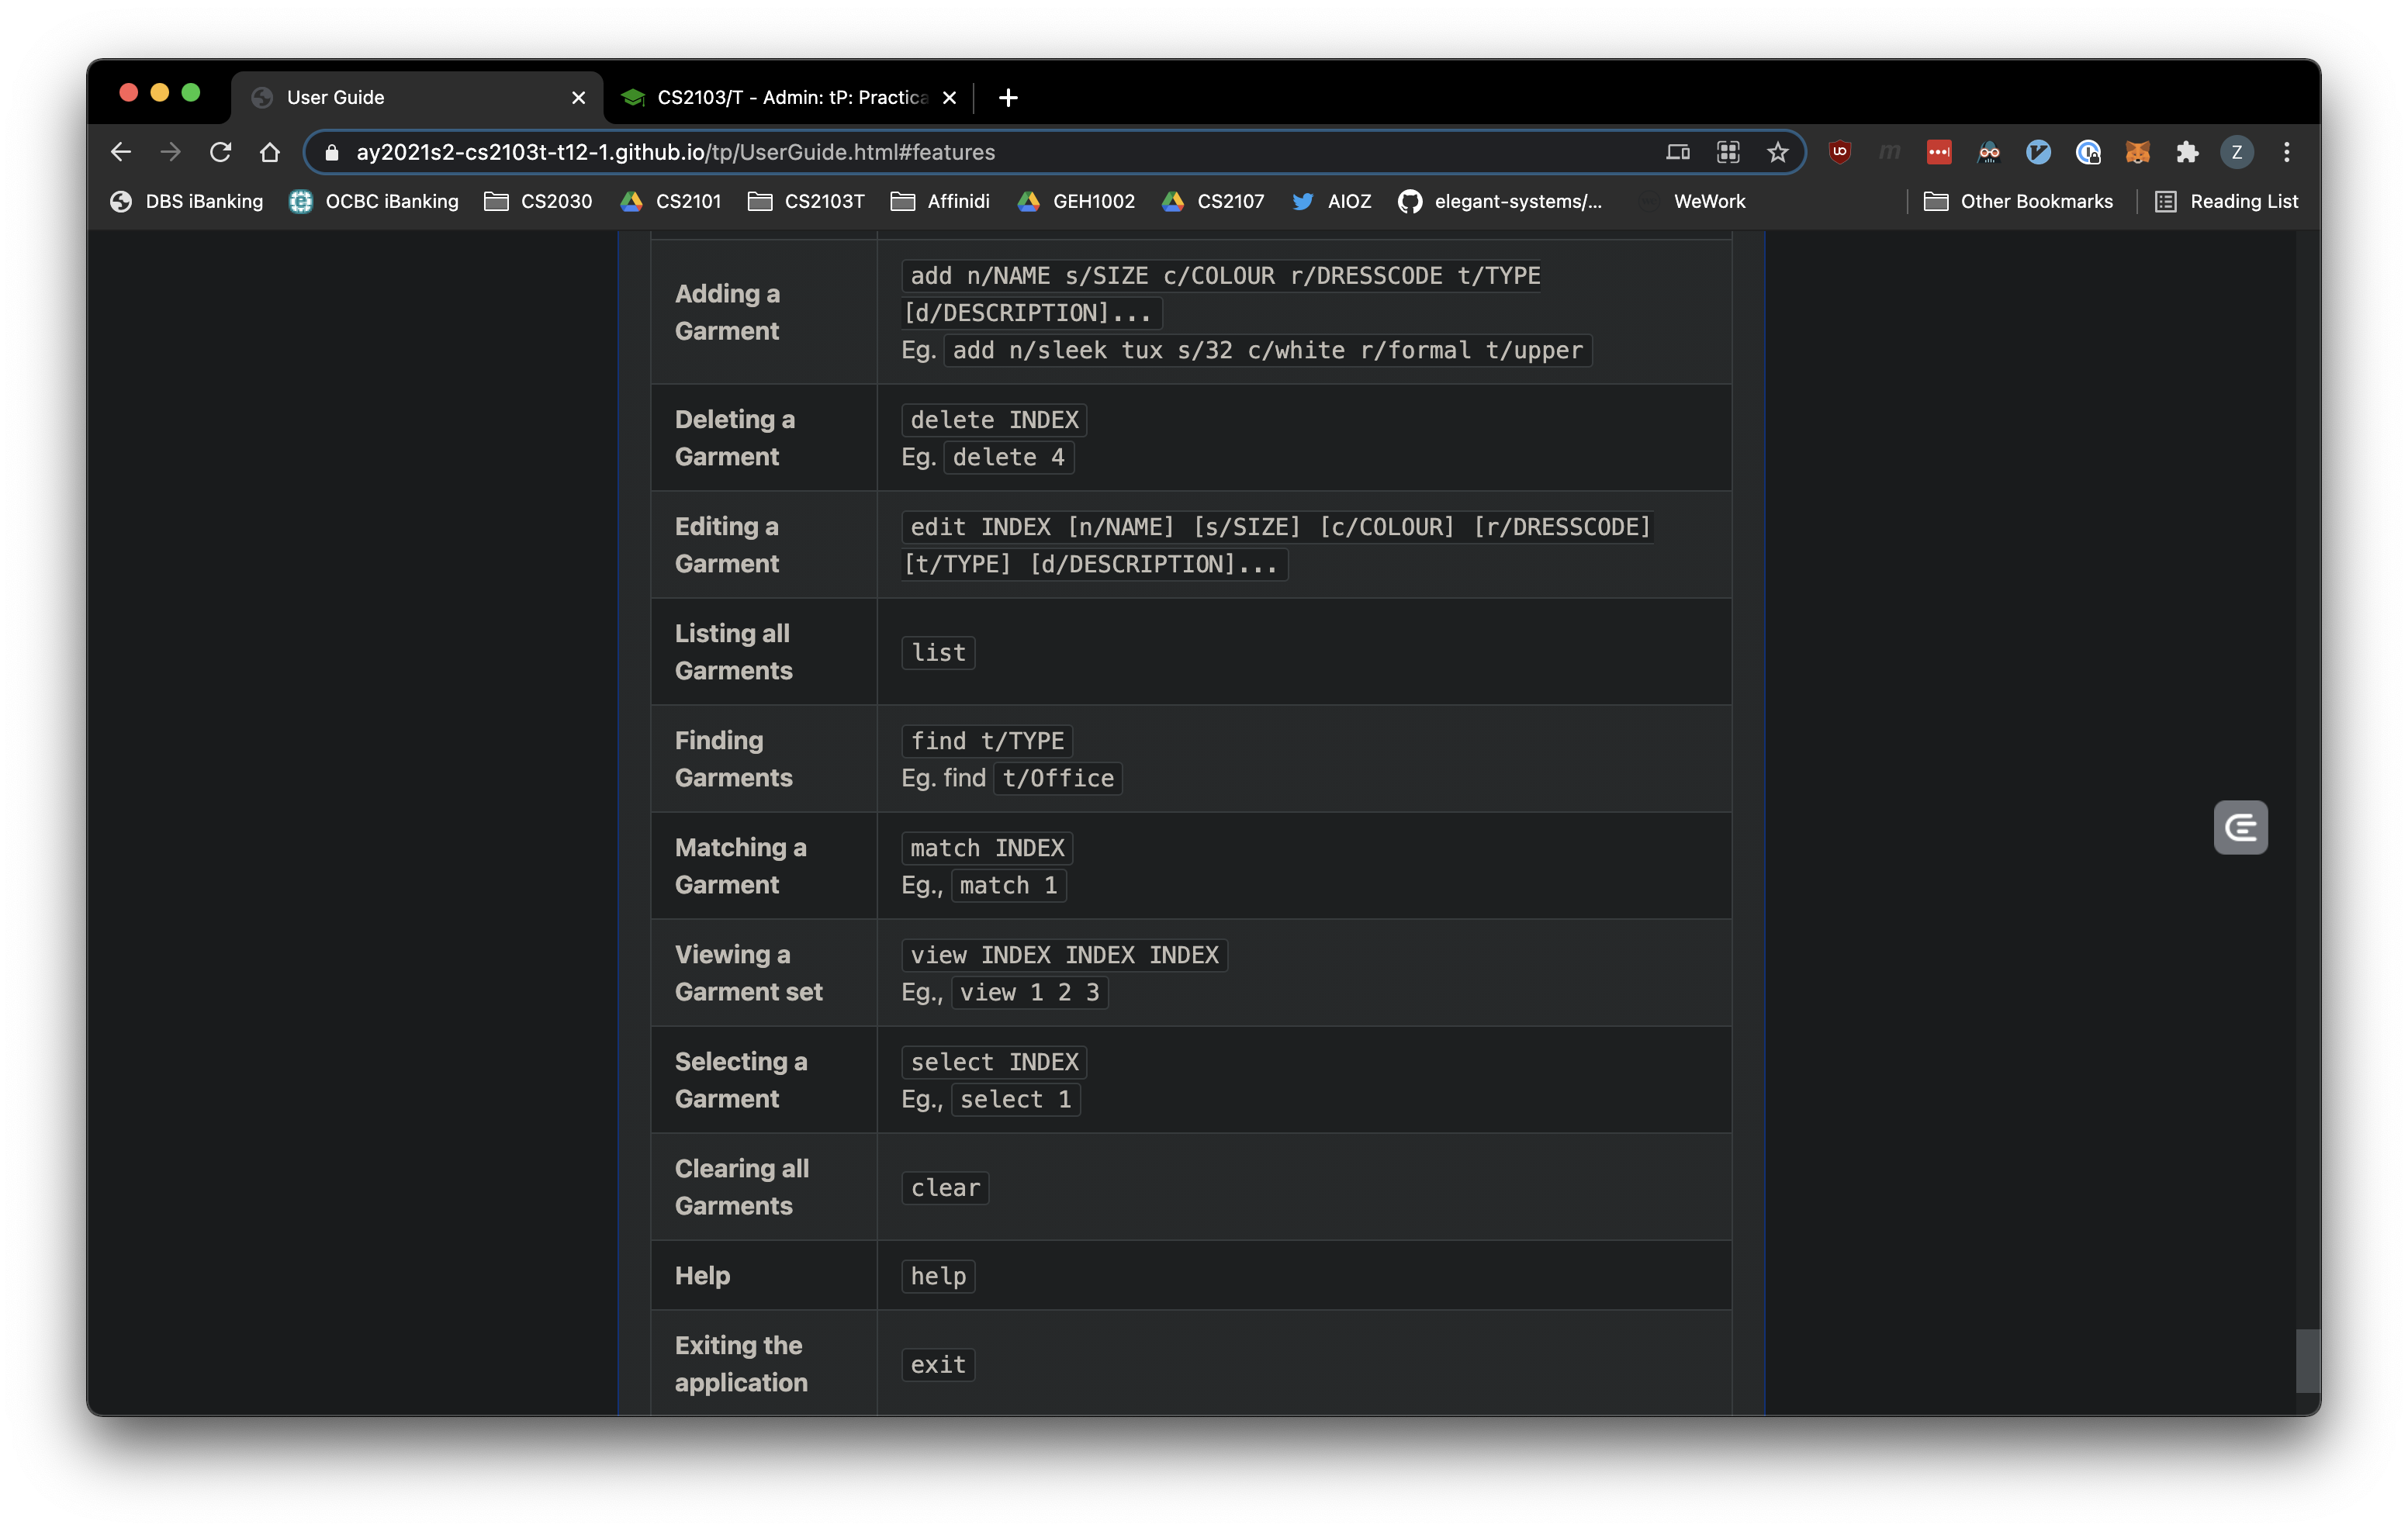 User Guide
CS2103/T - Admin: tP: Practica
ay2021s2-cs2103t-t12-1.github.io/tp/UserGuide.html#features
Z
DBS iBanking
OCBC iBanking
CS2030
CS2101
CS2103T
Affinidi
GEH1002
CS2107
AIOZ
elegant-systems/...
WeWork
Other Bookmarks
Reading List
Adding a
Garment
add n/NAME s/SIZE c/COLOUR r/DRESSCODE t/TYPE
[d/DESCRIPTION]...
Eg. add n/sleek tux s/32 c/white r/formal t/upper
Deleting a
Garment
delete INDEX
Eg. delete 4
Editing a
Garment
edit INDEX [n/NAME] [s/SIZE] [c/COLOUR] [r/DRESSCODE]
[t/TYPE] [d/DESCRIPTION]...
Listing all
Garments
list
Finding
Garments
find t/TYPE
Eg. find t/Office
Matching a
Garment
match INDEX
Eg., match 1
Viewing a
Garment set
view INDEX INDEX INDEX
Eg., view 1 2 3
Selecting a
Garment
select INDEX
Eg., select 1
Clearing all
Garments
clear
Help
help
Exiting the
application
exit